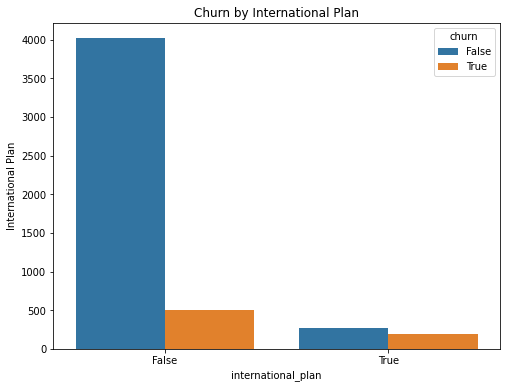 Churn by International Plan
4000
3500
3000
2500
2000
1500
1000
500
0
International Plan
churn
False
True
False
True
international_plan